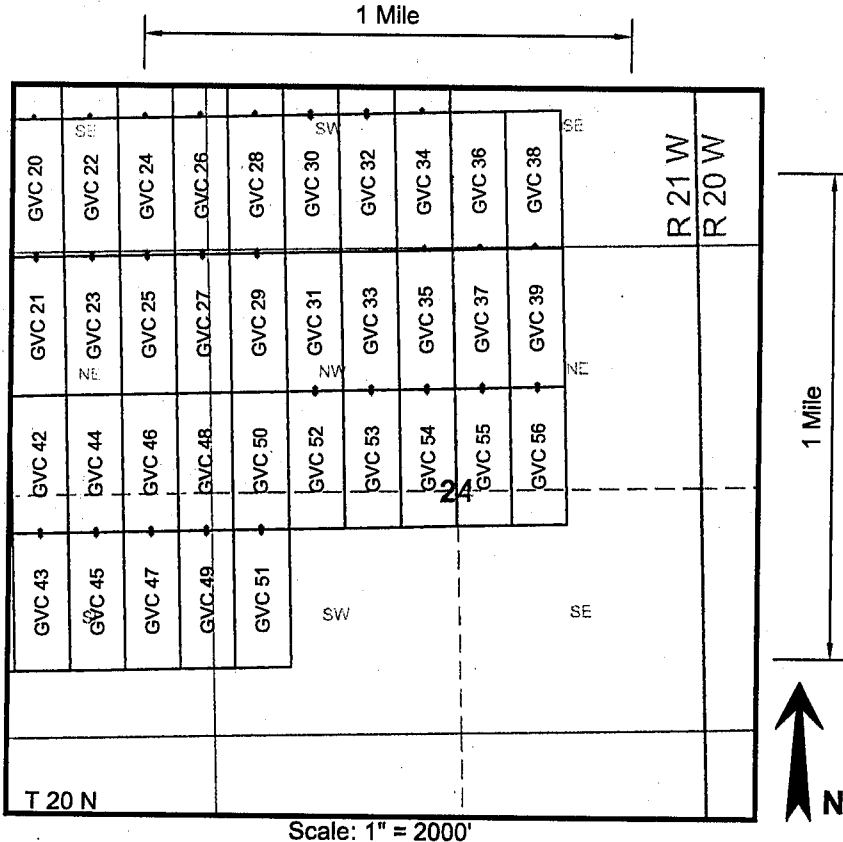 1 Mile
SE SW SE
GVC 20 GVC 22 GVC 24 GVC 26 GVC 28 GVC 30 GVC 32 GVC 34 GVC 36 GVC 38
R 21 W
R 20 W
GVC 21 GVC 23 GVC 25 GVC 27 GVC 29 GVC 31 GVC 33 GVC 35 GVC 37 GVC 39
NE NW NE
1 Mile
GVC 42 GVC 44 GVC 46 GVC 48 GVC 50 GVC 52 GVC 53 GVC 54 GVC 55 GVC 56
24
GVC 43 GVC 45 GVC 47 GVC 49 GVC 51
SW SE
T 20 N
N
Scale: 1" = 2000'